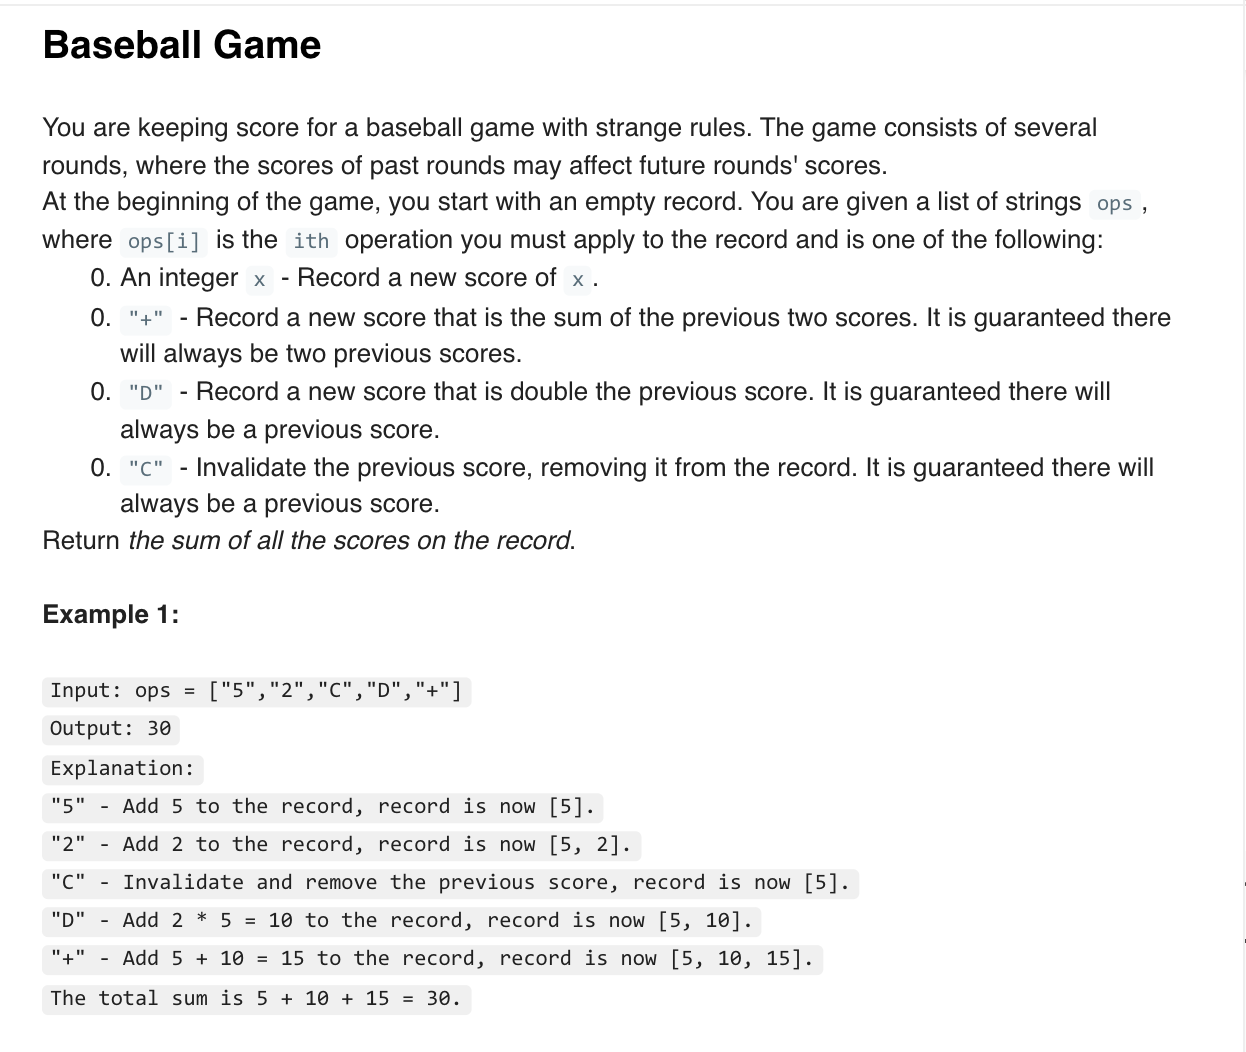 Baseball Game
You are keeping score for a baseball game with strange rules. The game consists of several
rounds, where the scores of past rounds may affect future rounds' scores.
At the beginning of the game, you start with an empty record. You are given a list of strings ops ,
where ops[i] is the ith operation you must apply to the record and is one of the following:
0. An integer x - Record a new score of x .
0. "+" - Record a new score that is the sum of the previous two scores. It is guaranteed there
will always be two previous scores.
0. "D" - Record a new score that is double the previous score. It is guaranteed there will
always be a previous score.
0. "C" - Invalidate the previous score, removing it from the record. It is guaranteed there will
always be a previous score.
Return the sum of all the scores on the record.
Example 1:
Input: ops = ["5","2","C","D","+"]
Output: 30
Explanation:
"5" - Add 5 to the record, record is now [5].
"2" - Add 2 to the record, record is now [5, 2].
"C" - Invalidate and remove the previous score, record is now [5].
"D" - Add 2 * 5 = 10 to the record, record is now [5, 10].
"+" - Add 5 + 10 = 15 to the record, record is now [5, 10, 15].
The total sum is 5 + 10 + 15 = 30.